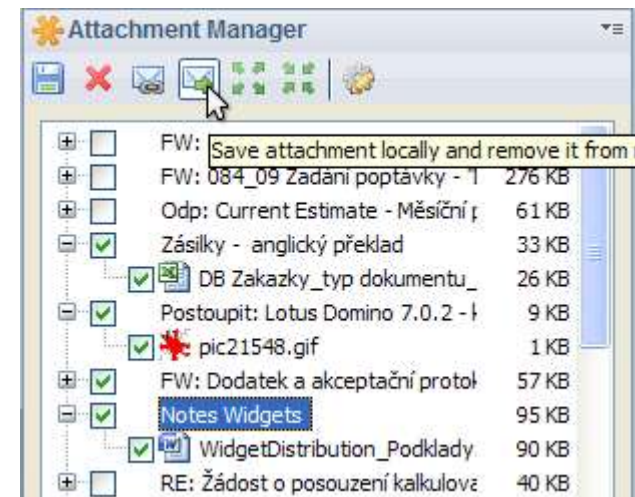 Attachment Manager
FW:
Save attachment locally and remove it from
FW: 084_09 Zadání poptávky - 276 KB
Odp: Current Estimate - Měsíční 61 KB
Zásilky - anglický překlad 33 KB
DB Zakazky_typ dokumentu_ 26 KB
Postoupit: Lotus Domino 7.0.2 - 9 KB
pic21548.gif 1 KB
FW: Dodatek a akceptační 57 KB
Notes Widgets 95 KB
WidgetDistribution_Podklady 90 KB
RE: Žádost o posouzení 40 KB